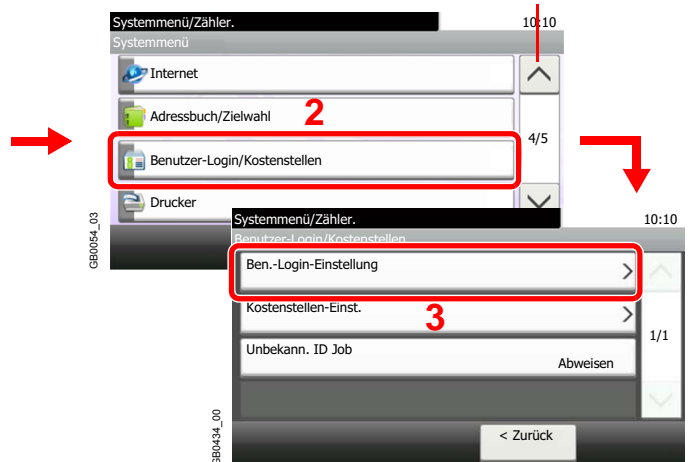 Systemmenü/Zähler.
10:10
Systemmenü
Internet
Adressbuch/Zielwahl
2
4/5
Benutzer-Login/Kostenstellen
Drucker
GB0054_03
Systemmenü/Zähler.
10:10
Benutzer-Login/Kostenstellen
Ben.-Login-Einstellung
Kostenstellen-Einst.
3
1/1
Unbekann. ID Job
Abweisen
< Zurück
GB0434_00